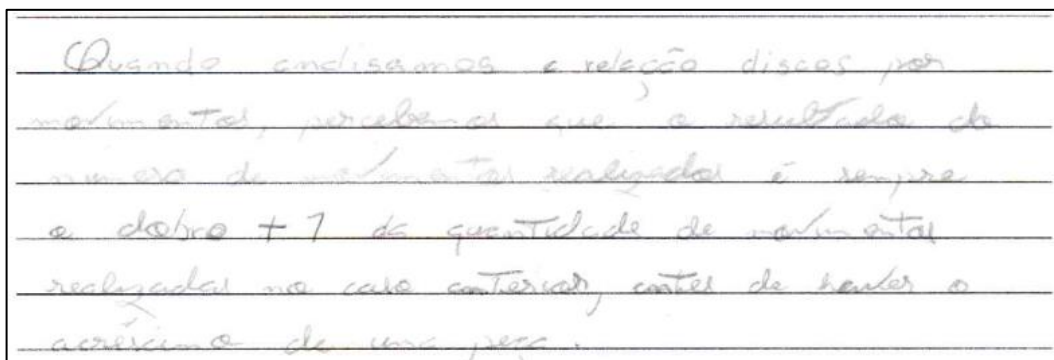 Quando analisamos a relação discos por
movimentos, percebemos que o resultado do
número de movimentos realizados é sempre
o dobro + 1 da quantidade de movimentos
realizados no caso anterior, antes de haver o
acréscimo de uma peça.